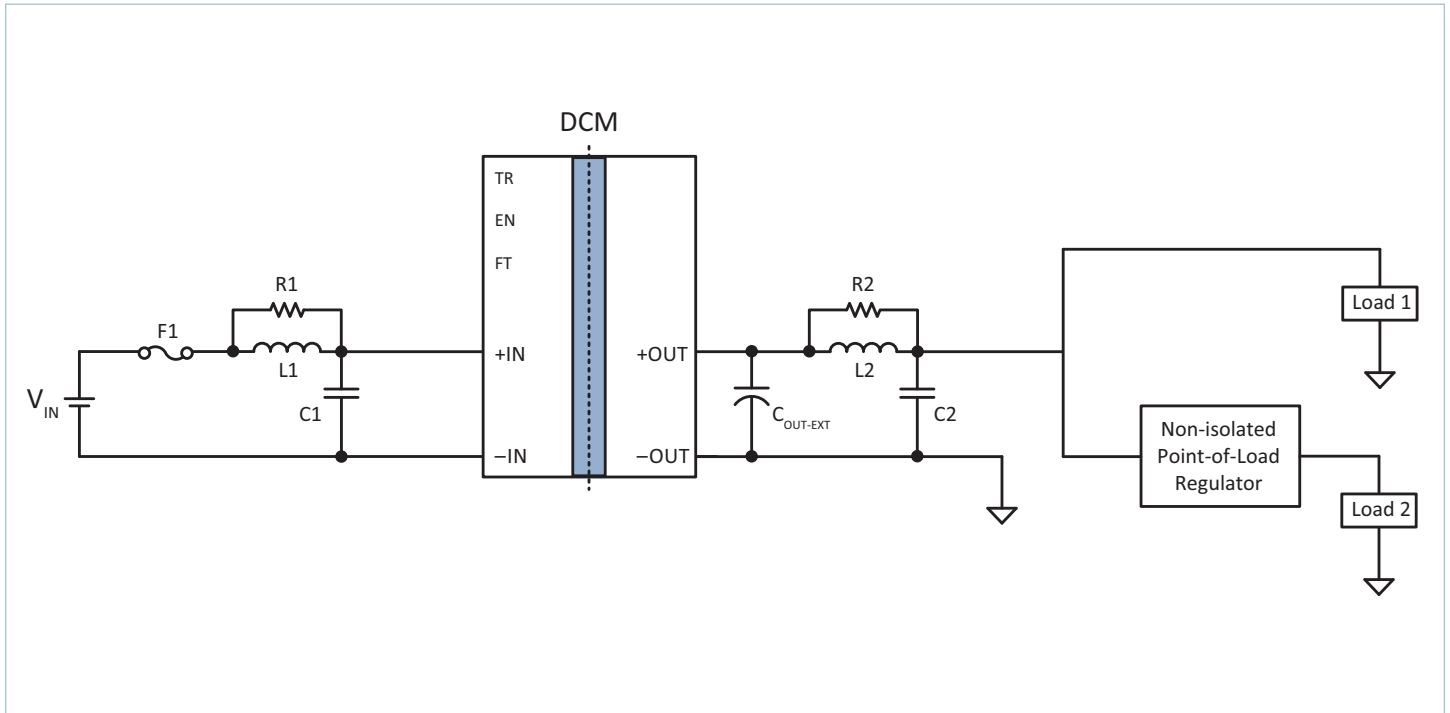 DCM
TR
EN
FT
R1
F1
L1
+IN
V_IN
C1
–IN
+OUT
–OUT
C_OUT-EXT
R2
L2
C2
Load 1
Non-isolated
Point-of-Load
Regulator
Load 2